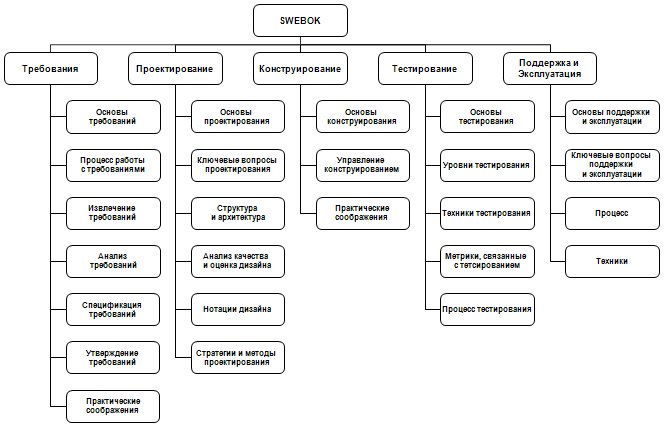 SWEBOK
Требования
Проектирование
Конструирование
Тестирование
Поддержка и
Эксплуатация
Основы
требований
Процесс работы
с требованиями
Извлечение
требований
Анализ
требований
Спецификация
требований
Утверждение
требований
Практические
соображения
Основы
проектирования
Ключевые вопросы
проектирования
Структура
и архитектура
Анализ качества
и оценка дизайна
Нотации дизайна
Стратегии и методы
проектирования
Основы
конструирования
Управление
конструированием
Практические
соображения
Основы
тестирования
Уровни тестирования
Техники тестирования
Метрики, связанные
с тетсированием
Процесс тестирования
Основы поддержки
и эксплуатации
Ключевые вопросы
поддержки
и эксплуатации
Процесс
Техники